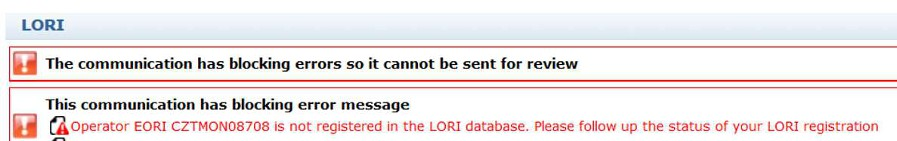 LORI
The communication has blocking errors so it cannot be sent for review
This communication has blocking error message
Operator EORI CZTMON08708 is not registered in the LORI database. Please follow up the status of your LORI registration